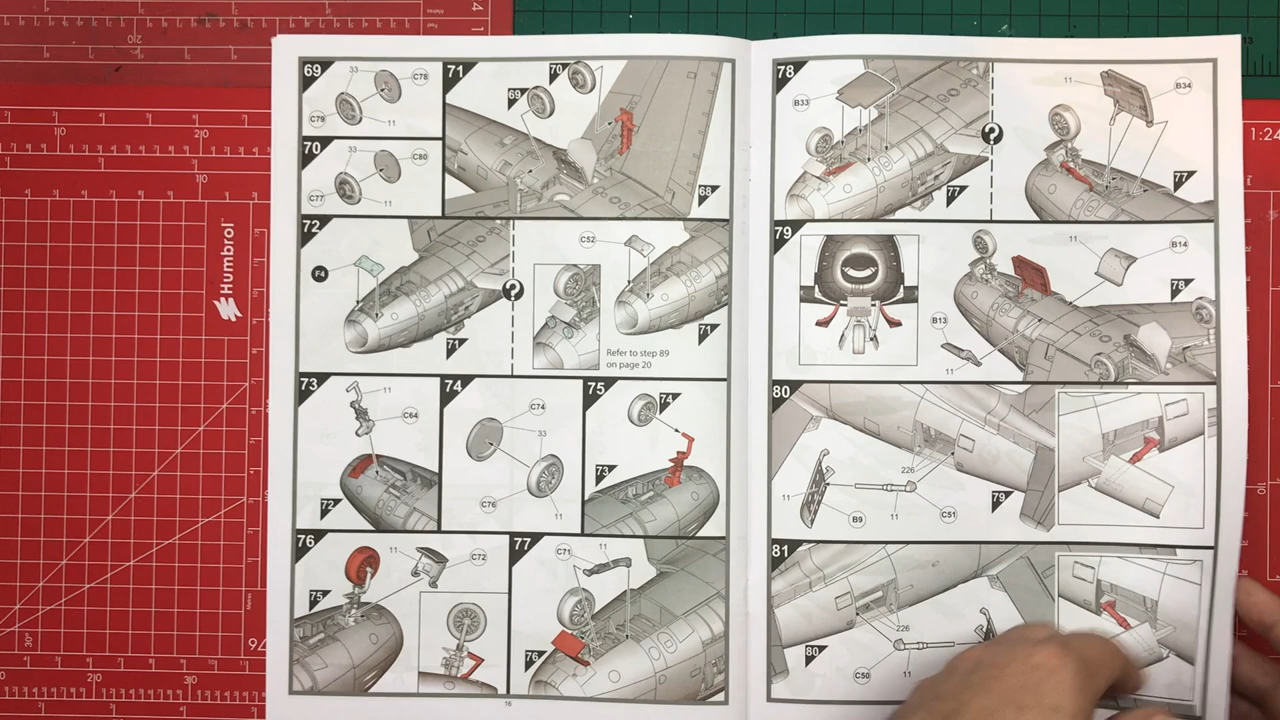 69
33
C78
C79
11
70
33
C80
C77
11
71
70
69
68
72
F4
71
C52
Refer to step 89
on page 20
71
73
11
C64
72
74
C74
33
C76
11
75
74
73
76
11
C72
75
77
C71
11
76
16
78
B33
77
11
B34
77
79
11
B14
78
B13
11
80
226
11
79
B9
11
C51
81
226
80
C50
11
Humbrol
1:24